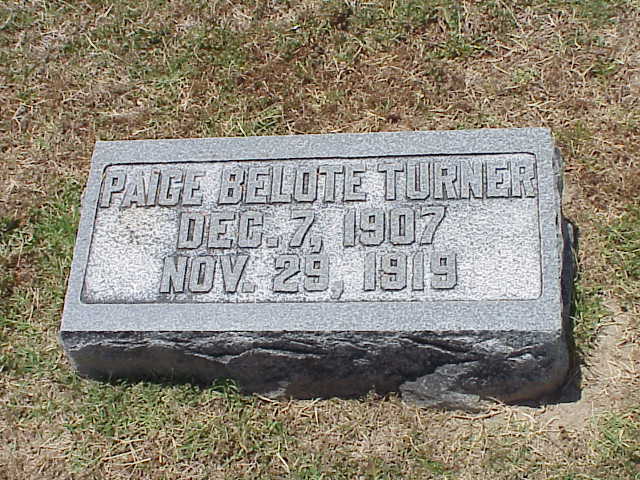 PAIGE BELOTE TURNER
DEC. 7, 1907
NOV. 29, 1919